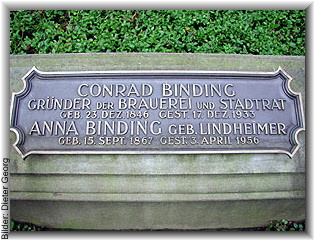 CONRAD BINDING
GRÜNDER DER BRAUEREI UND STADTRAT
GEB. 23. DEZ. 1846 GEST. 17. DEZ. 1933
ANNA BINDING GEB. LINDHEIMER
GEB. 15. SEPT. 1867 GEST. 3. APRIL 1956
Bilder: Dieter Georg